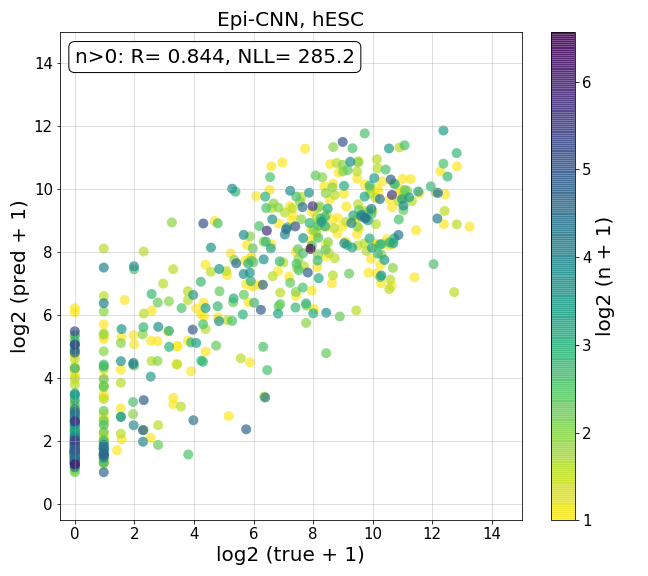 Epi-CNN, hESC
n>0: R= 0.844, NLL= 285.2
14
12
10
8
6
4
2
0
0 2 4 6 8 10 12 14
log2 (true + 1)
log2 (pred + 1)
6
5
4
3
2
1
log2 (n + 1)